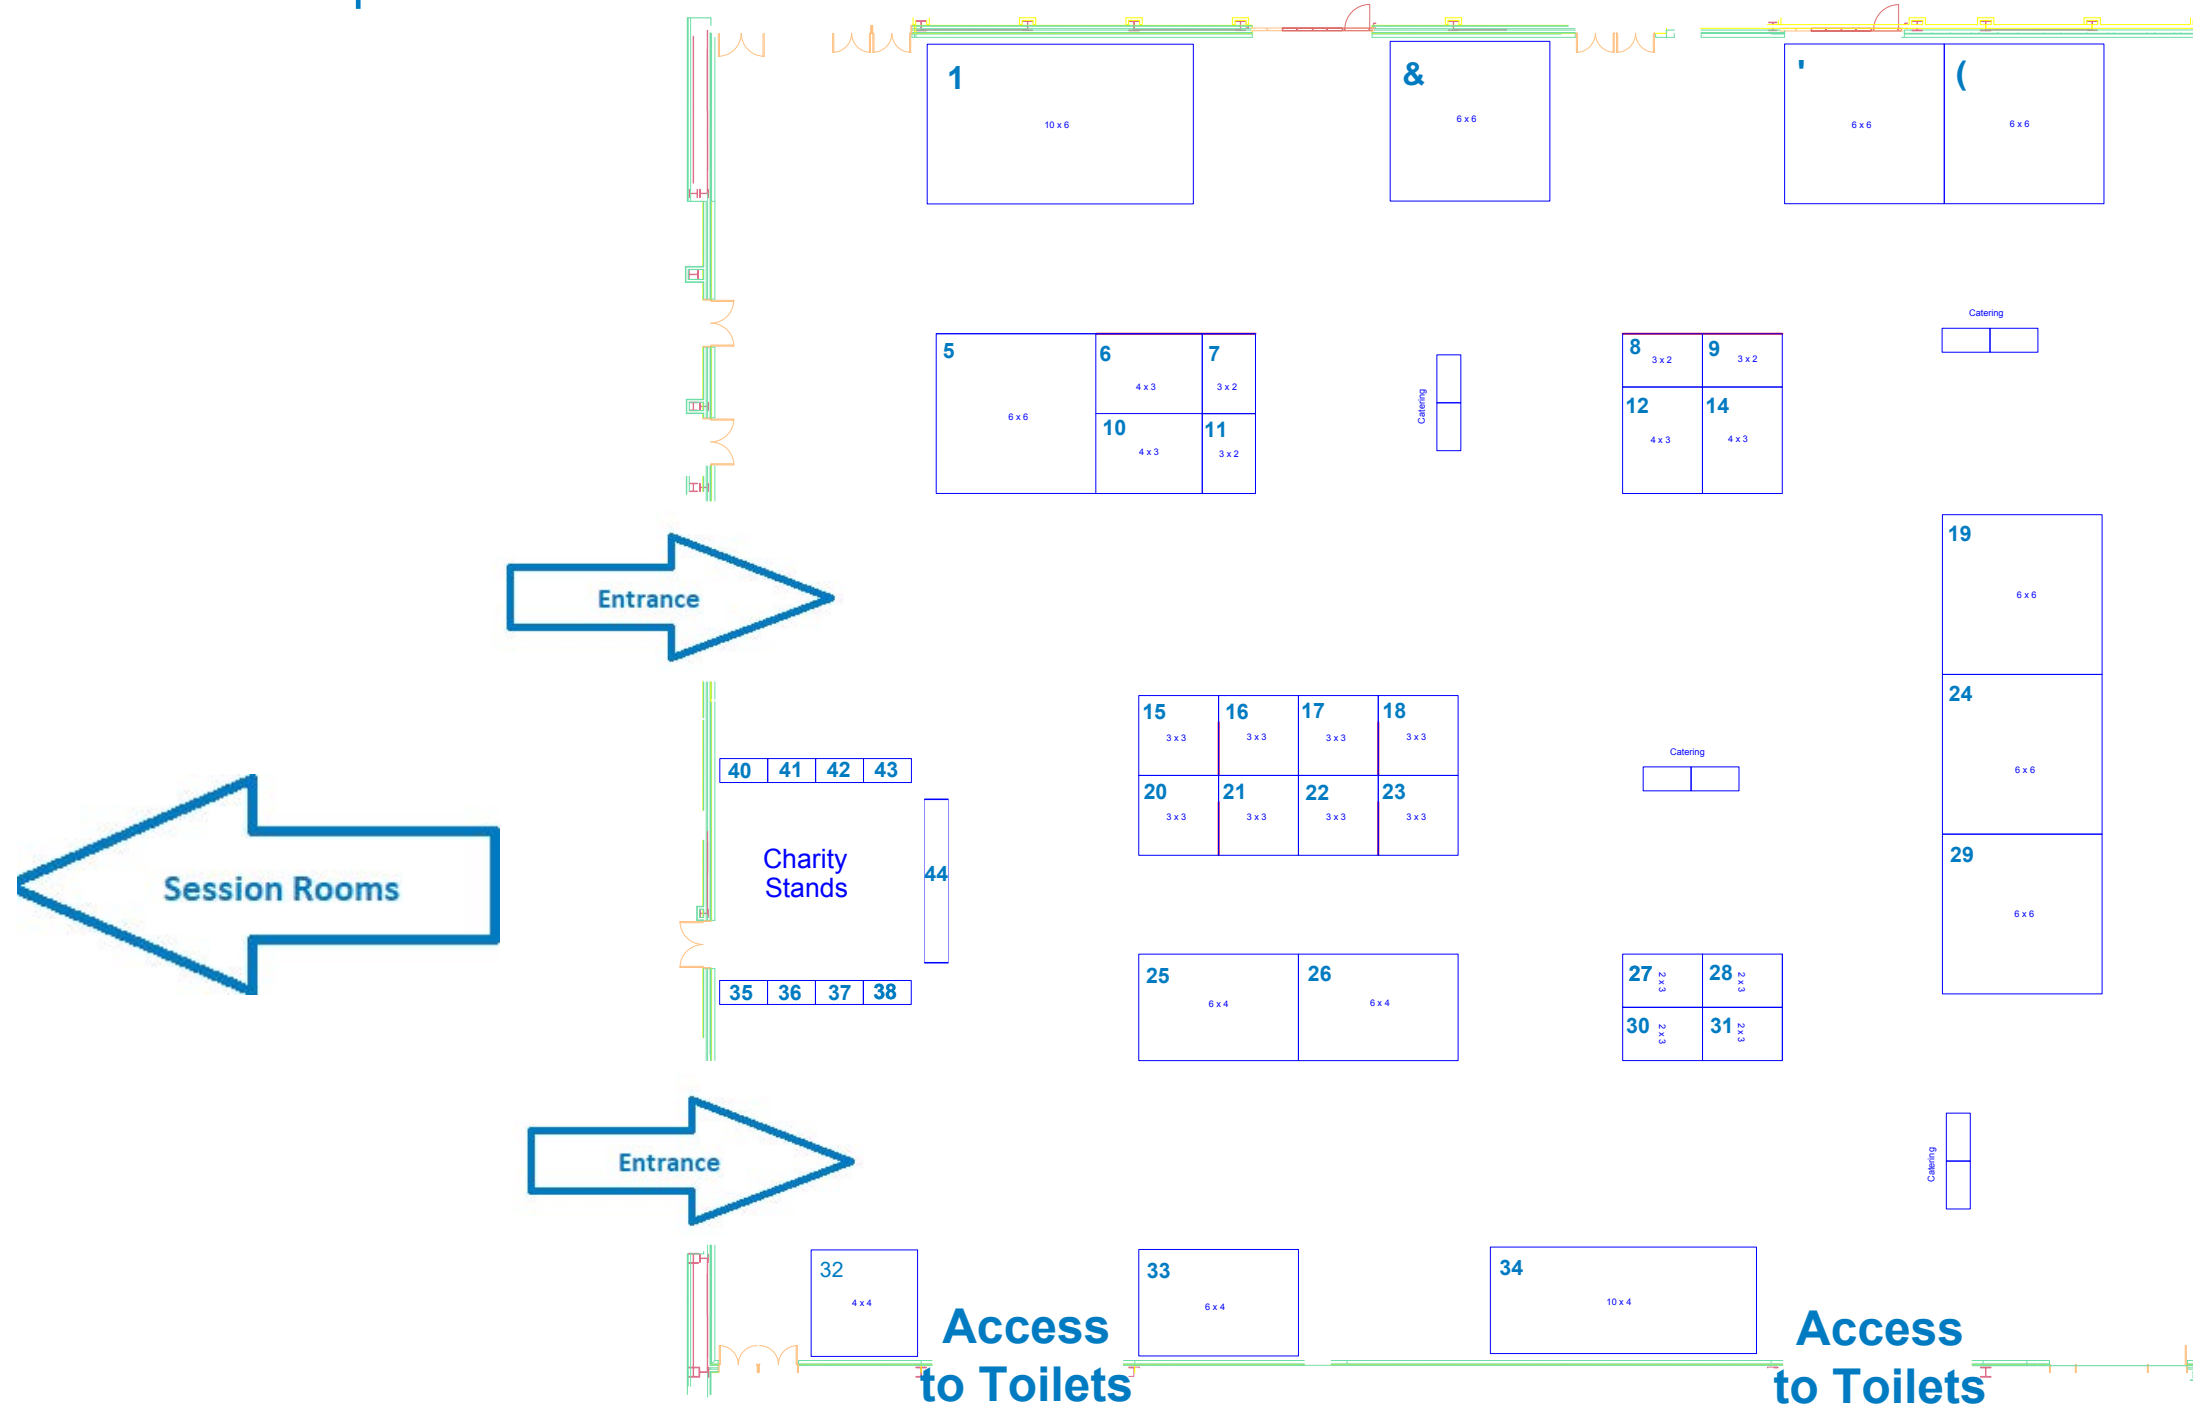 1
&
'
(
10 x 6
6 x 6
6 x 6
6 x 6
Catering
5
6
7
8
9
3 x 2
3 x 2
4 x 3
3 x 2
6 x 6
Catering
10
11
12
14
4 x 3
3 x 2
4 x 3
4 x 3
19
6 x 6
Entrance
15
16
17
18
3 x 3
3 x 3
3 x 3
3 x 3
24
6 x 6
Catering
40
41
42
43
20
21
22
23
3 x 3
3 x 3
3 x 3
3 x 3
Charity
Stands
44
29
6 x 6
Session Rooms
35
36
37
38
25
26
6 x 4
6 x 4
27
2 x 3
28
2 x 3
30
2 x 3
31
2 x 3
Entrance
Catering
32
4 x 4
33
6 x 4
34
10 x 4
Access
to Toilets
Access
to Toilets